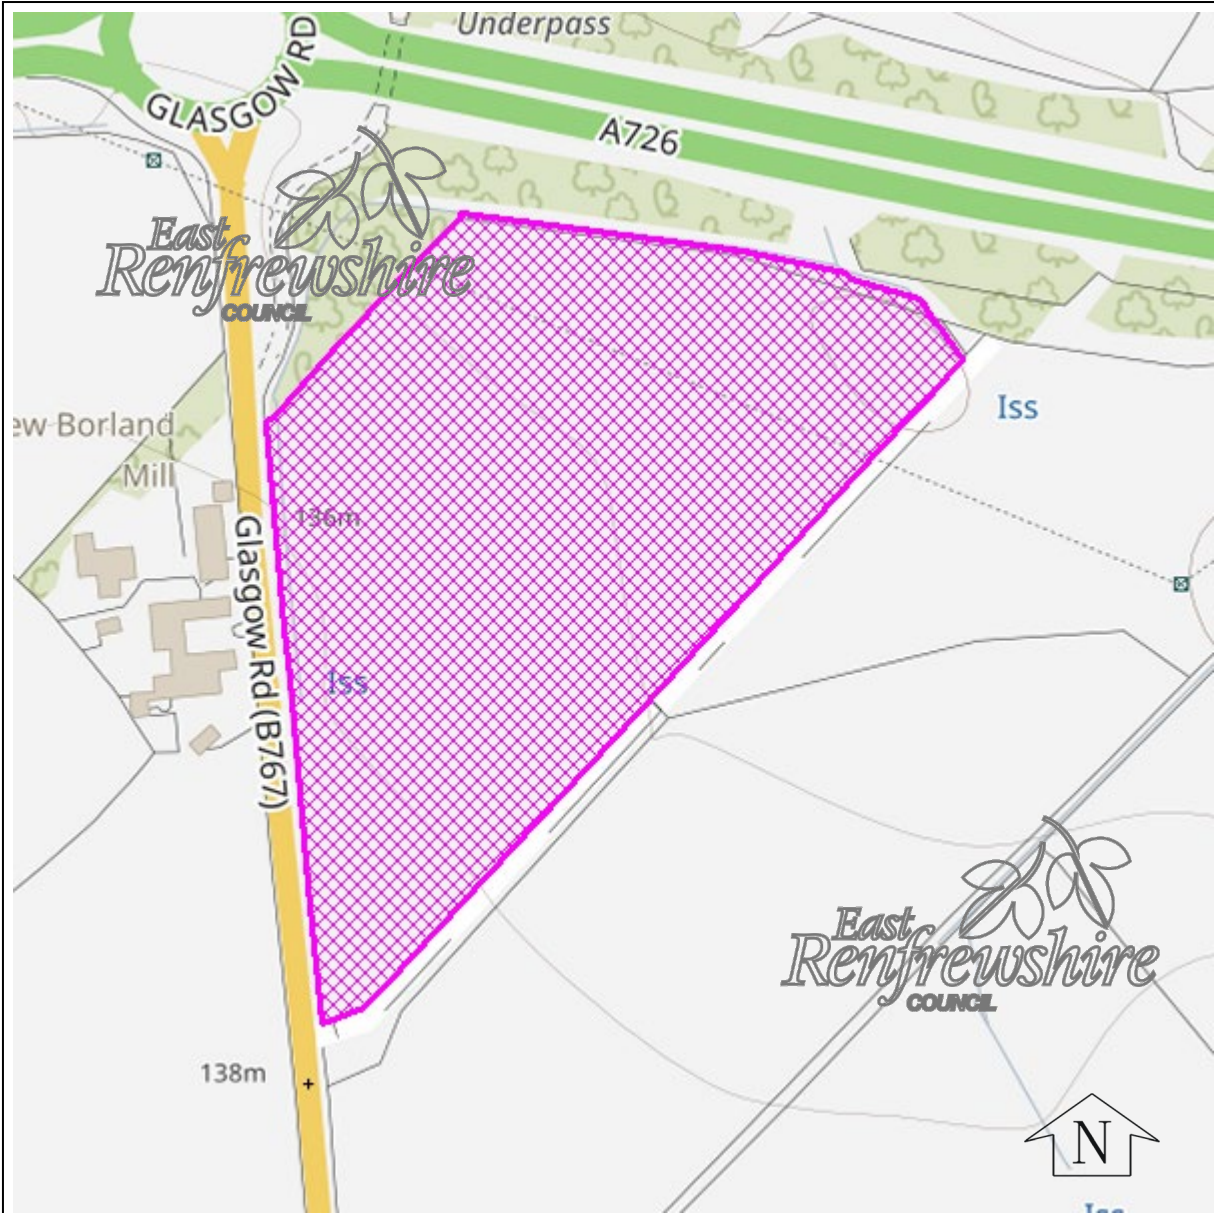 Underpass
GLASGOW RD
A726
East
Renfrewshire
COUNCIL
Iss
ew Borland
Mill
136m
Glasgow Rd (B767)
Iss
East
Renfrewshire
COUNCIL
138m
N
Iss